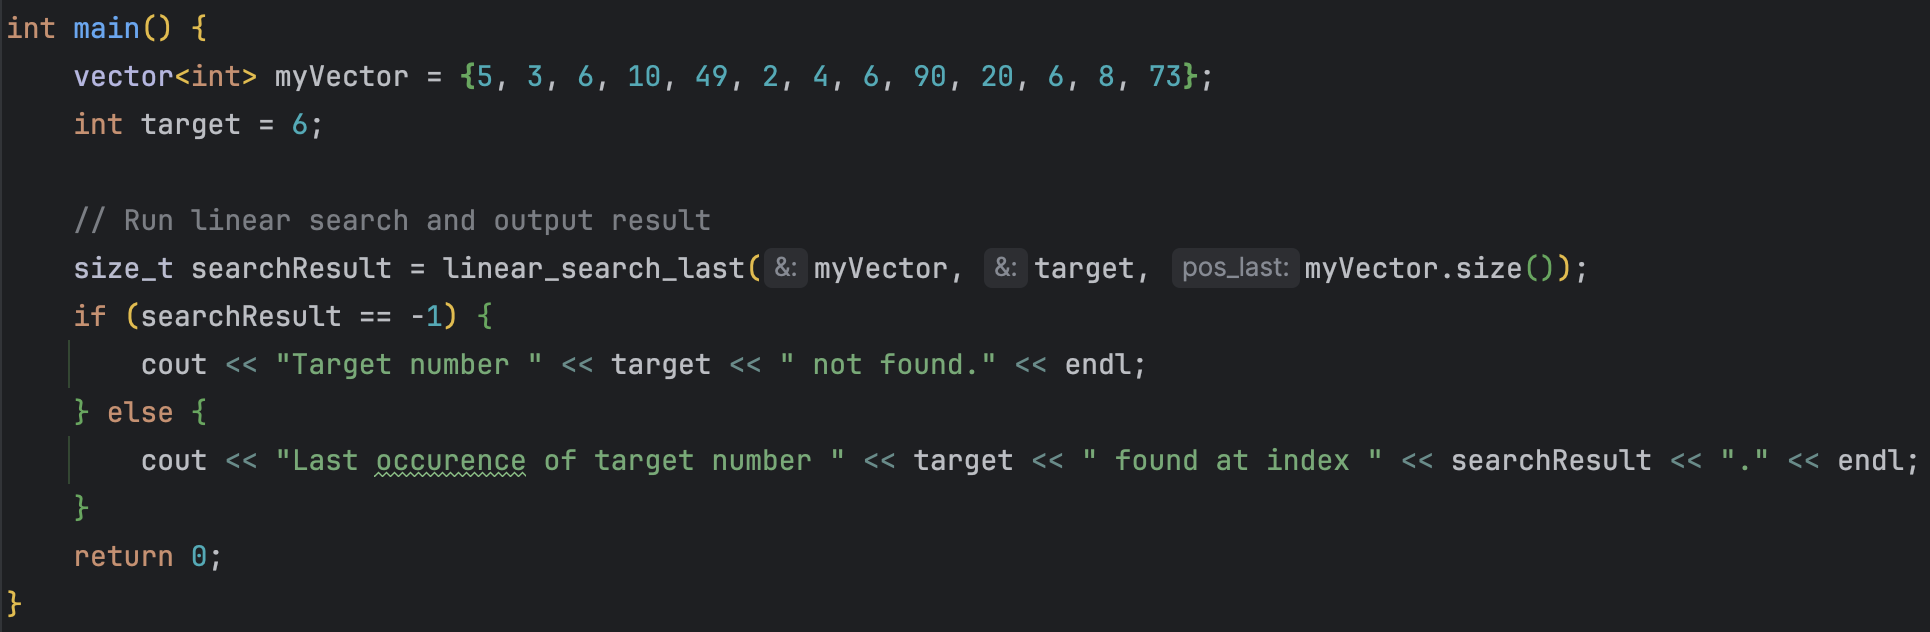 int main() {
    vector<int> myVector = {5, 3, 6, 10, 49, 2, 4, 6, 90, 20, 6, 8, 73};
    int target = 6;

    // Run linear search and output result
    size_t searchResult = linear_search_last(&: myVector, &: target, pos_last: myVector.size());
    if (searchResult == -1) {
        cout << "Target number " << target << " not found." << endl;
    } else {
        cout << "Last occurence of target number " << target << " found at index " << searchResult << "." << endl;
    }
    return 0;
}